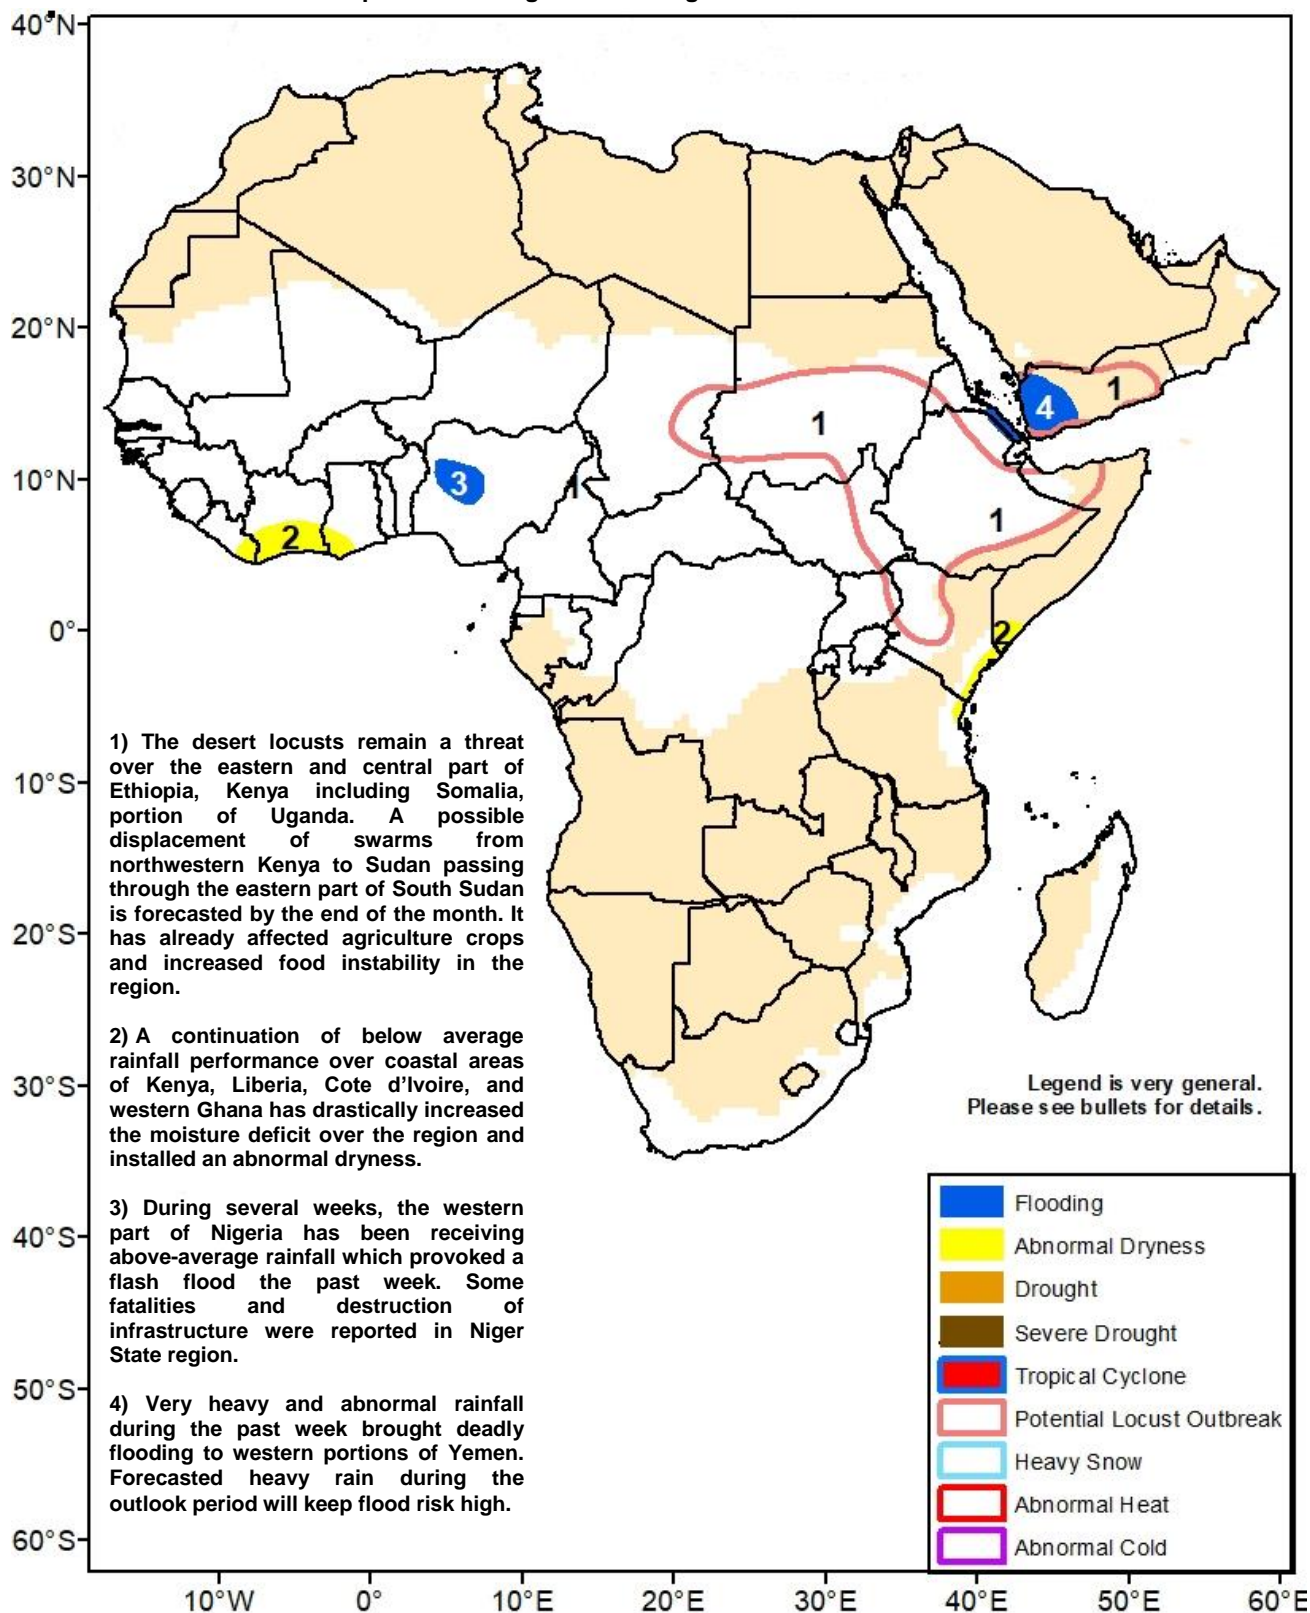 40°N
30°N
20°N
10°N
0°
10°S
20°S
30°S
40°S
50°S
60°S
1
1
1
4
3
2
2
1) The desert locusts remain a threat
over the eastern and central part of
Ethiopia, Kenya including Somalia,
portion of Uganda. A possible
displacement of swarms from
northwestern Kenya to Sudan passing
through the eastern part of South Sudan
is forecasted by the end of the month. It
has already affected agriculture crops
and increased food instability in the
region.
2) A continuation of below average
rainfall performance over coastal areas
of Kenya, Liberia, Cote d'Ivoire, and
western Ghana has drastically increased
the moisture deficit over the region and
installed an abnormal dryness.
3) During several weeks, the western
part of Nigeria has been receiving
above-average rainfall which provoked a
flash flood the past week. Some
fatalities and destruction of
infrastructure were reported in Niger
State region.
4) Very heavy and abnormal rainfall
during the past week brought deadly
flooding to western portions of Yemen.
Forecasted heavy rain during the
outlook period will keep flood risk high.
Legend is very general.
Please see bullets for details.
Flooding
Abnormal Dryness
Drought
Severe Drought
Tropical Cyclone
Potential Locust Outbreak
Heavy Snow
Abnormal Heat
Abnormal Cold
10°W 0° 10°E 20°E 30°E 40°E 50°E 60°E